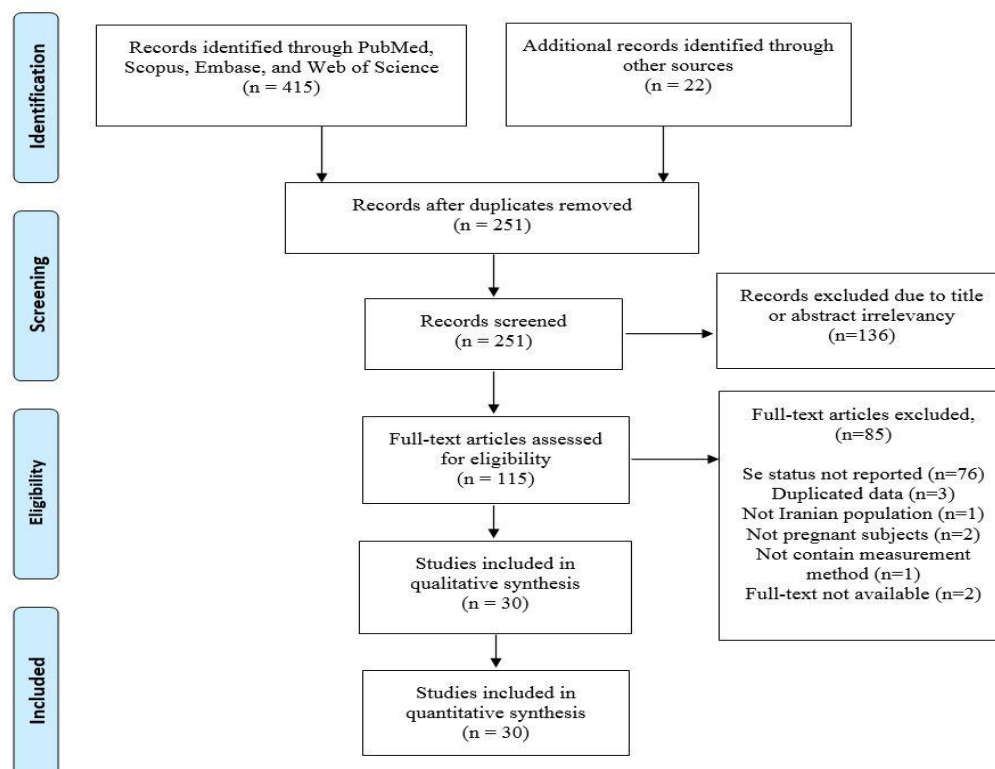 Identification
Records identified through PubMed,
Scopus, Embase, and Web of Science
(n = 415)
Additional records identified through
other sources
(n = 22)
Records after duplicates removed
(n = 251)
Screening
Records screened
(n = 251)
Records excluded due to title
or abstract irrelevancy
(n=136)
Eligibility
Full-text articles assessed
for eligibility
(n = 115)
Full-text articles excluded,
(n=85)
Se status not reported (n=76)
Duplicated data (n=3)
Not Iranian population (n=1)
Not pregnant subjects (n=2)
Not contain measurement
method (n=1)
Full-text not available (n=2)
Studies included in
qualitative synthesis
(n = 30)
Included
Studies included in
quantitative synthesis
(n = 30)